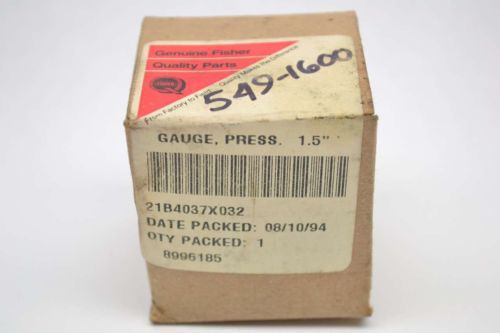 Genuine Fisher
Quality Parts
From Factory to Field, Quality Makes the Difference
549-1600
GAUGE, PRESS. 1.5"
21B4037X032
DATE PACKED: 08/10/94
QTY PACKED: 1
8996185